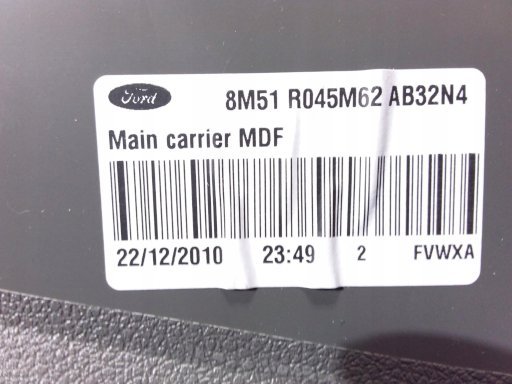 Ford 8M51 R045M62 AB32N4
Main carrier MDF
22/12/2010 23:49 2 FVWXA